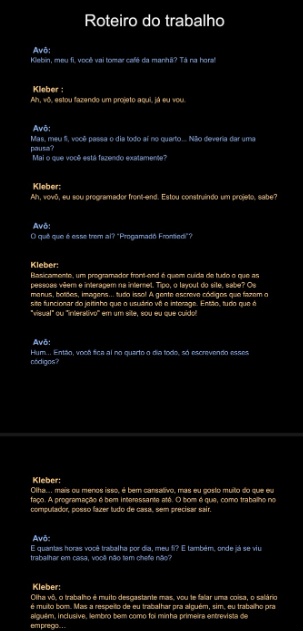 Roteiro do trabalho
Avô:
Klebin, meu fi, você vai tomar café da manhã? Tá na hora!
Kleber :
Ah, vô, estou fazendo um projeto aqui, já eu vou.
Avô:
Mas, meu fi, você passa o dia todo aí no quarto... Não deveria dar uma
pausa?
Mai o que você está fazendo exatamente?
Kleber:
Ah, vovô, eu sou programador front-end. Estou construindo um projeto, sabe?
Avô:
O quê que é esse trem aí? "Progamadô Frontiedi"?
Kleber:
Basicamente, um programador front-end é quem cuida de tudo o que as
pessoas vêem e interagem na internet. Tipo, o layout do site, sabe? Os
menus, botões, imagens... tudo isso! A gente escreve códigos que fazem o
site funcionar do jeitinho que o usuário vê e interage. Então, tudo que é
"visual" ou "interativo" em um site, sou eu que cuido!
Avô:
Hum... Então, você fica aí no quarto o dia todo, só escrevendo esses
códigos?
Kleber:
Olha... mais ou menos isso, é bem cansativo, mas eu gosto muito do que eu
faço. A programação é bem interessante até. O bom é que, como trabalho no
computador, posso fazer tudo de casa, sem precisar sair.
Avô:
E quantas horas você trabalha por dia, meu fi? E também, onde já se viu
trabalhar em casa, você não tem chefe não?
Kleber:
Olha vô, o trabalho é muito desgastante mas, vou te falar uma coisa, o salário
é muito bom. Mas a respeito de eu trabalhar pra alguém, sim, eu trabalho pra
alguém, inclusive, lembro bem como foi minha primeira entrevista de
emprego...